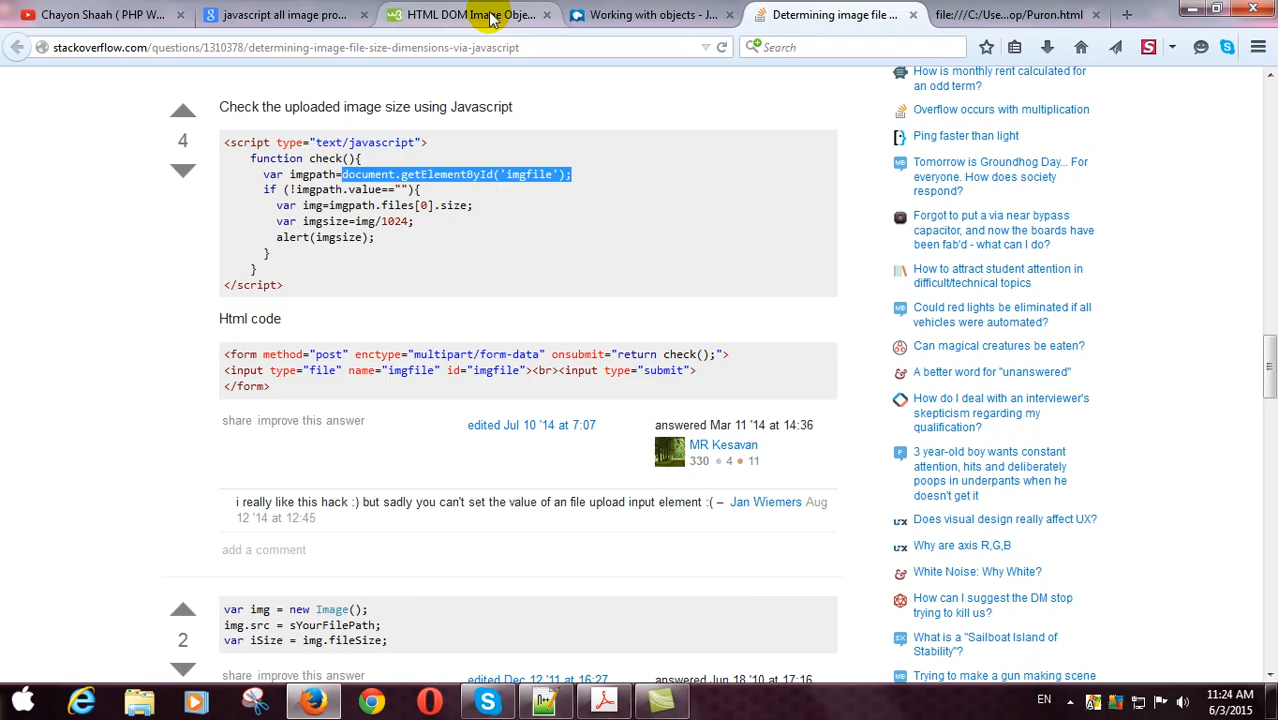 Chayon Shaah ( PHP W...
javascript all image pro...
HTML DOM Image Obje...
Working with objects - J...
Determining image file ...
file:///C:/Use...op/Puron.html
stackoverflow.com/questions/1310378/determining-image-file-size-dimensions-via-javascript
Search
4
Check the uploaded image size using Javascript
<script type="text/javascript">
function check(){
var imgpath=document.getElementById('imgfile');
if (!imgpath.value==""){
var img=imgpath.files[0].size;
var imgsize=img/1024;
alert(imgsize);
}
}
</script>
Html code
<form method="post" enctype="multipart/form-data" onsubmit="return check();">
<input type="file" name="imgfile" id="imgfile"><br><input type="submit">
</form>
share improve this answer
edited Jul 10 '14 at 7:07
answered Mar 11 '14 at 14:36
MR Kesavan
330 4 11
i really like this hack :) but sadly you can't set the value of an file upload input element :( – Jan Wiemers Aug
12 '14 at 12:45
add a comment
2
var img = new Image();
img.src = sYourFilePath;
var iSize = img.fileSize;
share improve this answer
edited Dec 12 '11 at 16:27
answered Jun 18 '10 at 17:16
How is monthly rent calculated for
an odd term?
Overflow occurs with multiplication
Ping faster than light
Tomorrow is Groundhog Day... For
everyone. How does society
respond?
Forgot to put a via near bypass
capacitor, and now the boards have
been fab'd - what can I do?
How to attract student attention in
difficult/technical topics
Could red lights be eliminated if all
vehicles were automated?
Can magical creatures be eaten?
A better word for "unanswered"
How do I deal with an interviewer's
skepticism regarding my
qualification?
3 year-old boy wants constant
attention, hits and deliberately
poops in underpants when he
doesn't get it
Does visual design really affect UX?
Why are axis R,G,B
White Noise: Why White?
How can I suggest the DM stop
trying to kill us?
What is a "Sailboat Island of
Stability"?
Trying to make a gun making scene
EN
11:24 AM
6/3/2015